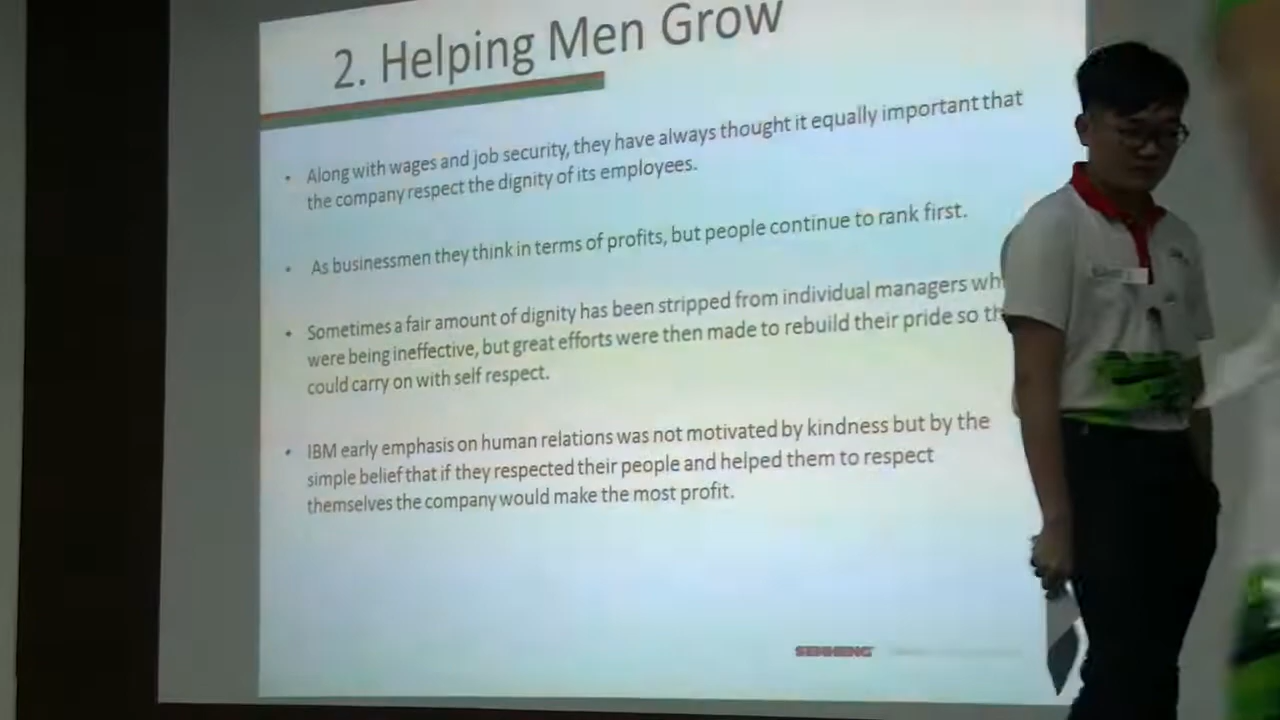 2. Helping Men Grow
• Along with wages and job security, they have always thought it equally important that
the company respect the dignity of its employees.
• As businessmen they think in terms of profits, but people continue to rank first.
• Sometimes a fair amount of dignity has been stripped from individual managers wh
were being ineffective, but great efforts were then made to rebuild their pride so th
could carry on with self respect.
• IBM early emphasis on human relations was not motivated by kindness but by the
simple belief that if they respected their people and helped them to respect
themselves the company would make the most profit.
SENHENG